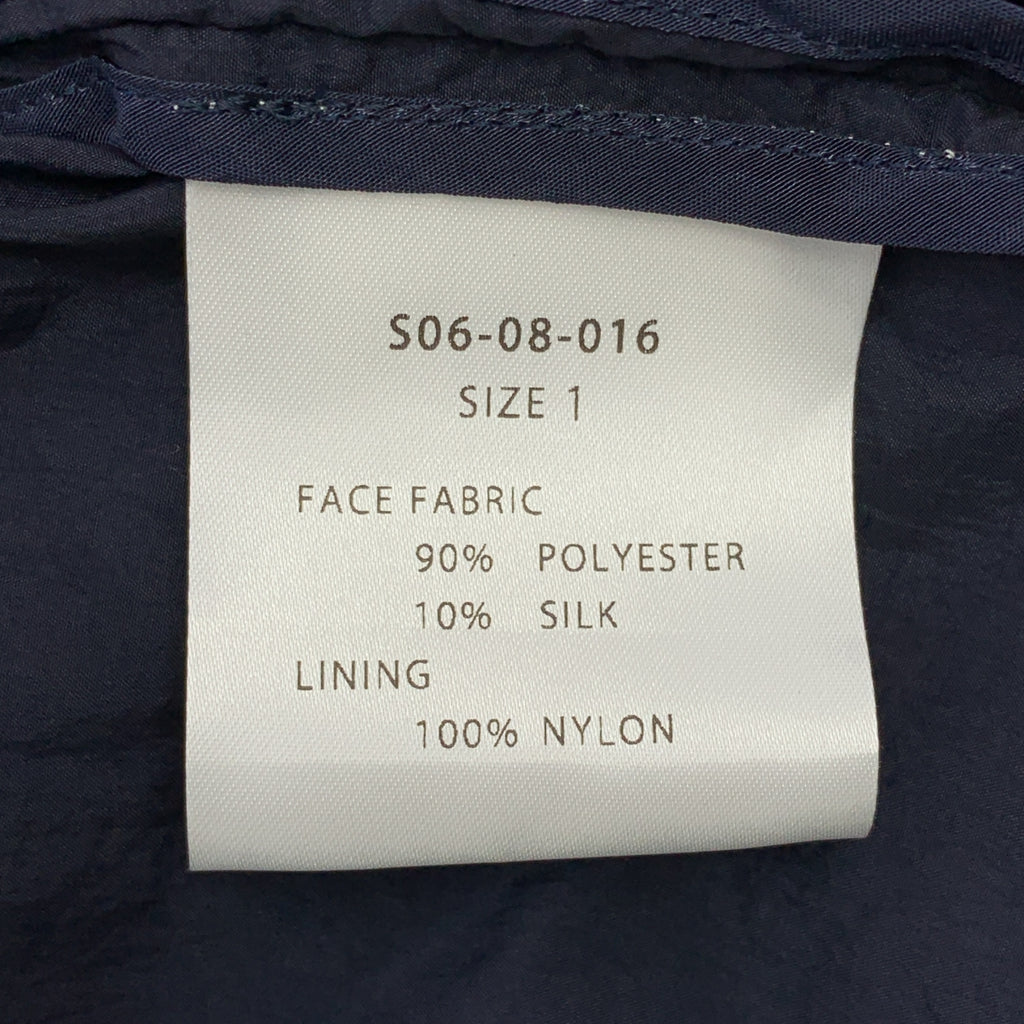 S06-08-016
SIZE 1
FACE FABRIC
90% POLYESTER
10% SILK
LINING
100% NYLON